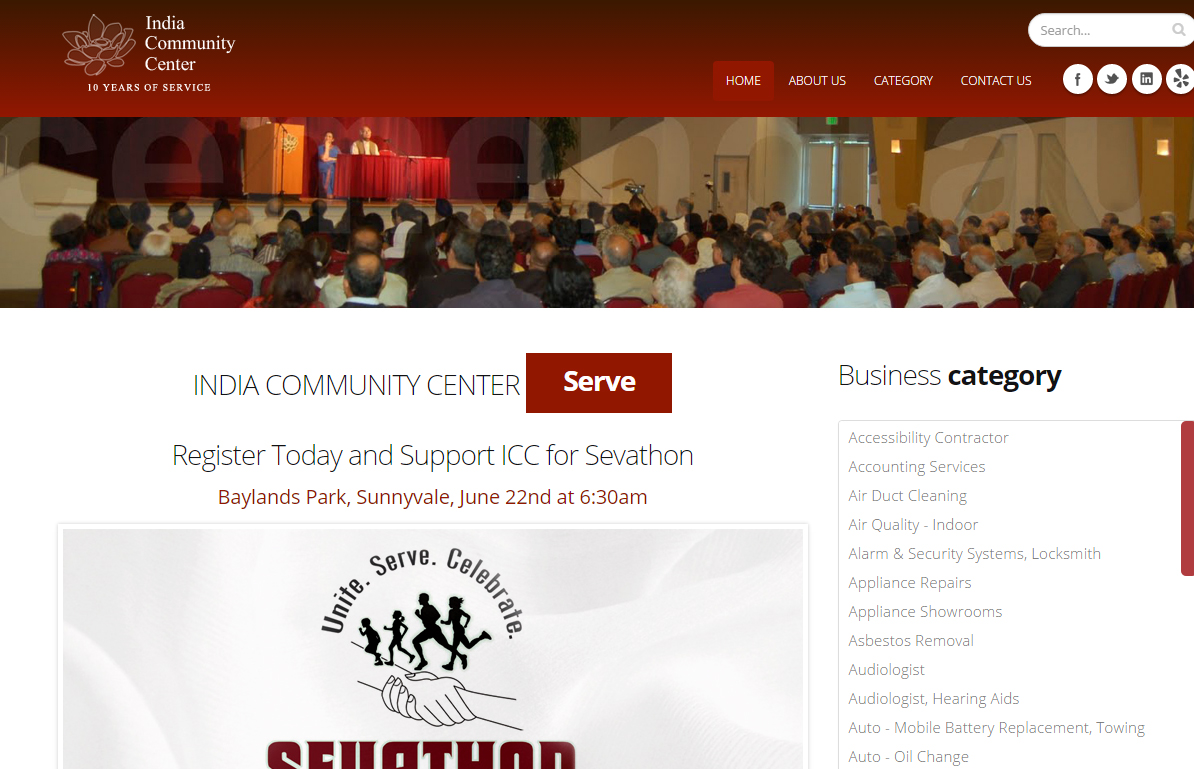 India
Community
Center
10 YEARS OF SERVICE
Search...
HOME
ABOUT US
CATEGORY
CONTACT US
INDIA COMMUNITY CENTER Serve
Register Today and Support ICC for Sevathon
Baylands Park, Sunnyvale, June 22nd at 6:30am
Unite. Serve. Celebrate.
SEVATHON
Business category
Accessibility Contractor
Accounting Services
Air Duct Cleaning
Air Quality - Indoor
Alarm & Security Systems, Locksmith
Appliance Repairs
Appliance Showrooms
Asbestos Removal
Audiologist
Audiologist, Hearing Aids
Auto - Mobile Battery Replacement, Towing
Auto - Oil Change